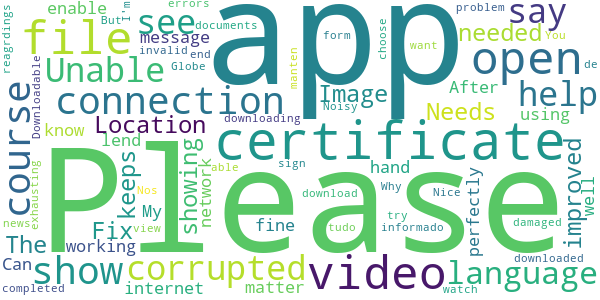 Please
app
certificate
video
file
open
connection
course
show
corrupted
language
help
say
see
Unable
Image
Location
Needs
needed
improved
Fix
The
keeps
showing
enable
message
know
lend
My
network
hand
fine
matter
internet
working
Can
using
After
perfectly
well
errors
documents
problem
form
choose
want
You
de
I'm
But
invalid
end
Globe
manten
Noisy
downloading
reagrdings
Downloadable
exhausting
news
completed
Nos
able
view
sign
download
tudo
Why
try
informado
Nice
watch
damaged
downloaded